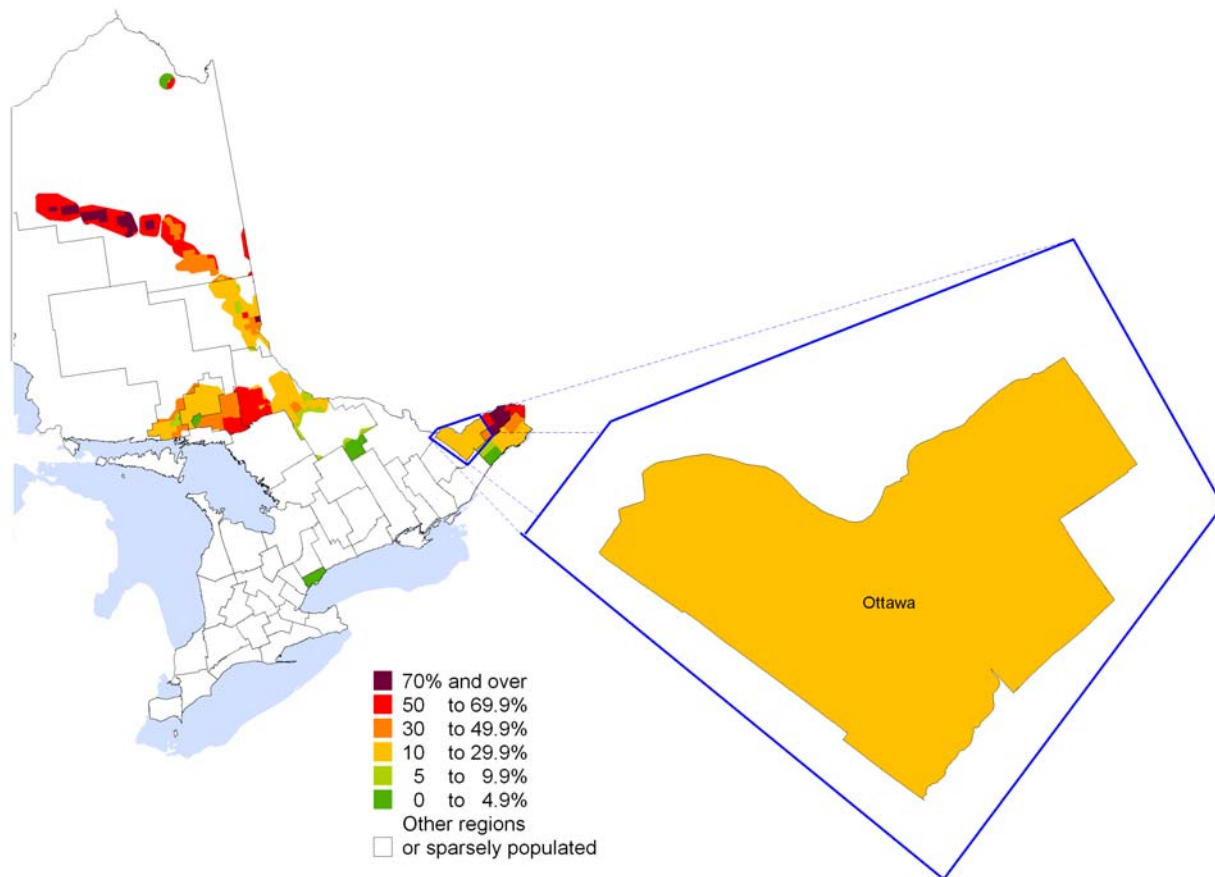 Ottawa
70% and over
50 to 69.9%
30 to 49.9%
10 to 29.9%
5 to 9.9%
0 to 4.9%
Other regions
or sparsely populated